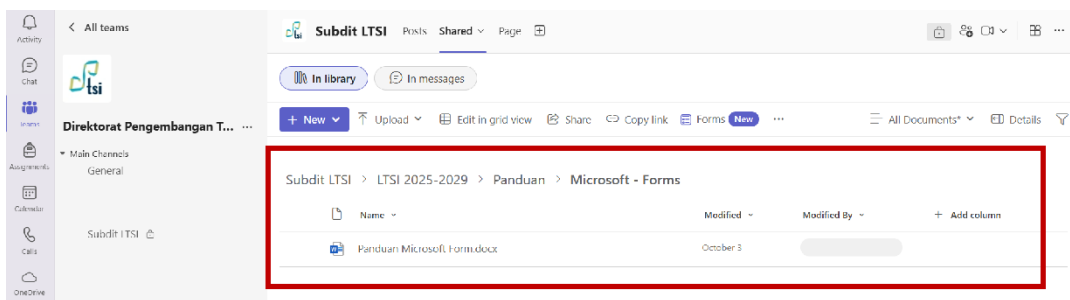 Activity
Chat
Teams
Assignments
Calendar
Calls
OneDrive
< All teams
ltsi
Direktorat Pengembangan T... ...
Main Channels
General
Subdit LTSI
Subdit LTSI Posts Shared Page
In library In messages
+ New Upload Edit in grid view Share Copy link Forms New ... All Documents* Details
Subdit LTSI > LTSI 2025-2029 > Panduan > Microsoft - Forms
Name Modified Modified By + Add column
Panduan Microsoft Form.docx October 3